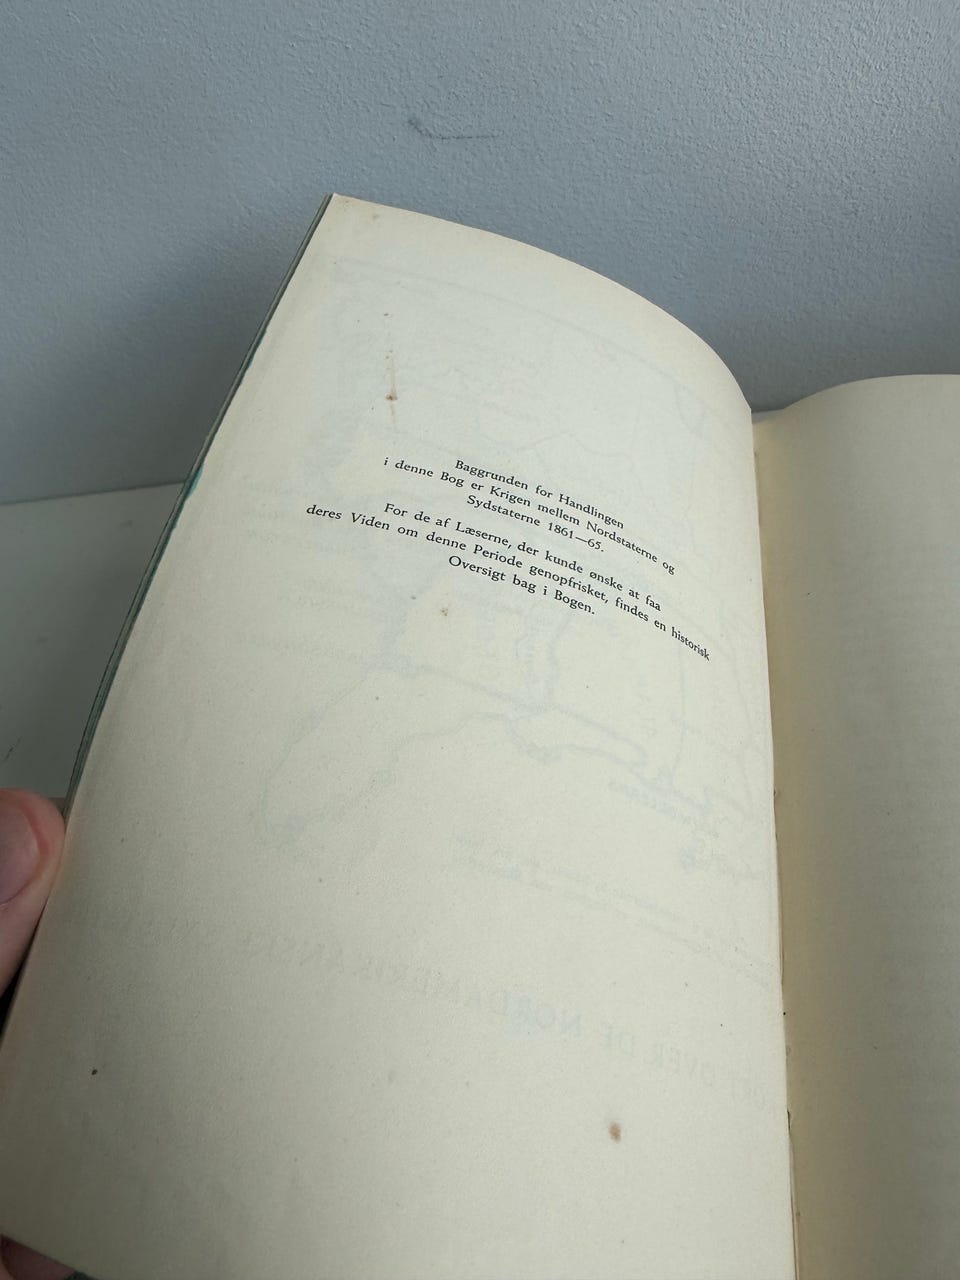 Baggrunden for Handlingen
i denne Bog er Krigen mellem Nordstaterne og
Sydstaterne 1861—65.
For de af Læserne, der kunde ønske at faa
deres Viden om denne Periode genopfrisket, findes en historisk
Oversigt bag i Bogen.